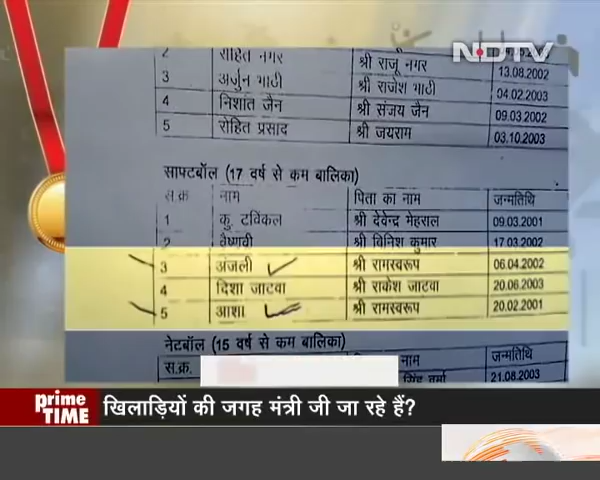 NDTV
2 रोहित नगर श्री राजू नगर
3 अर्जुन भाटी श्री राजेश भाटी 13.08.2002
4 निशांत जैन श्री संजय जैन 04.02.2003
5 रोहित प्रसाद श्री जयराम 09.03.2002
03.10.2003
साफ्टबॉल (17 वर्ष से कम बालिका)
स.क्र नाम पिता का नाम जन्मतिथि
1 कु. टविंकल श्री देवेन्द्र मेहराल 09.03.2001
2 वैष्णवी श्री विनिश कुमार 17.03.2002
3 अंजली श्री रामस्वरूप 06.04.2002
4 दिशा जाटवा श्री राकेश जाटवा 20.06.2003
5 आशा श्री रामस्वरूप 20.02.2001
नेटबॉल (15 वर्ष से कम बालिका)
स.क्र. नाम जन्मतिथि
सिंह वर्मा 21.08.2003
prime TIME
खिलाड़ियों की जगह मंत्री जी जा रहे हैं?